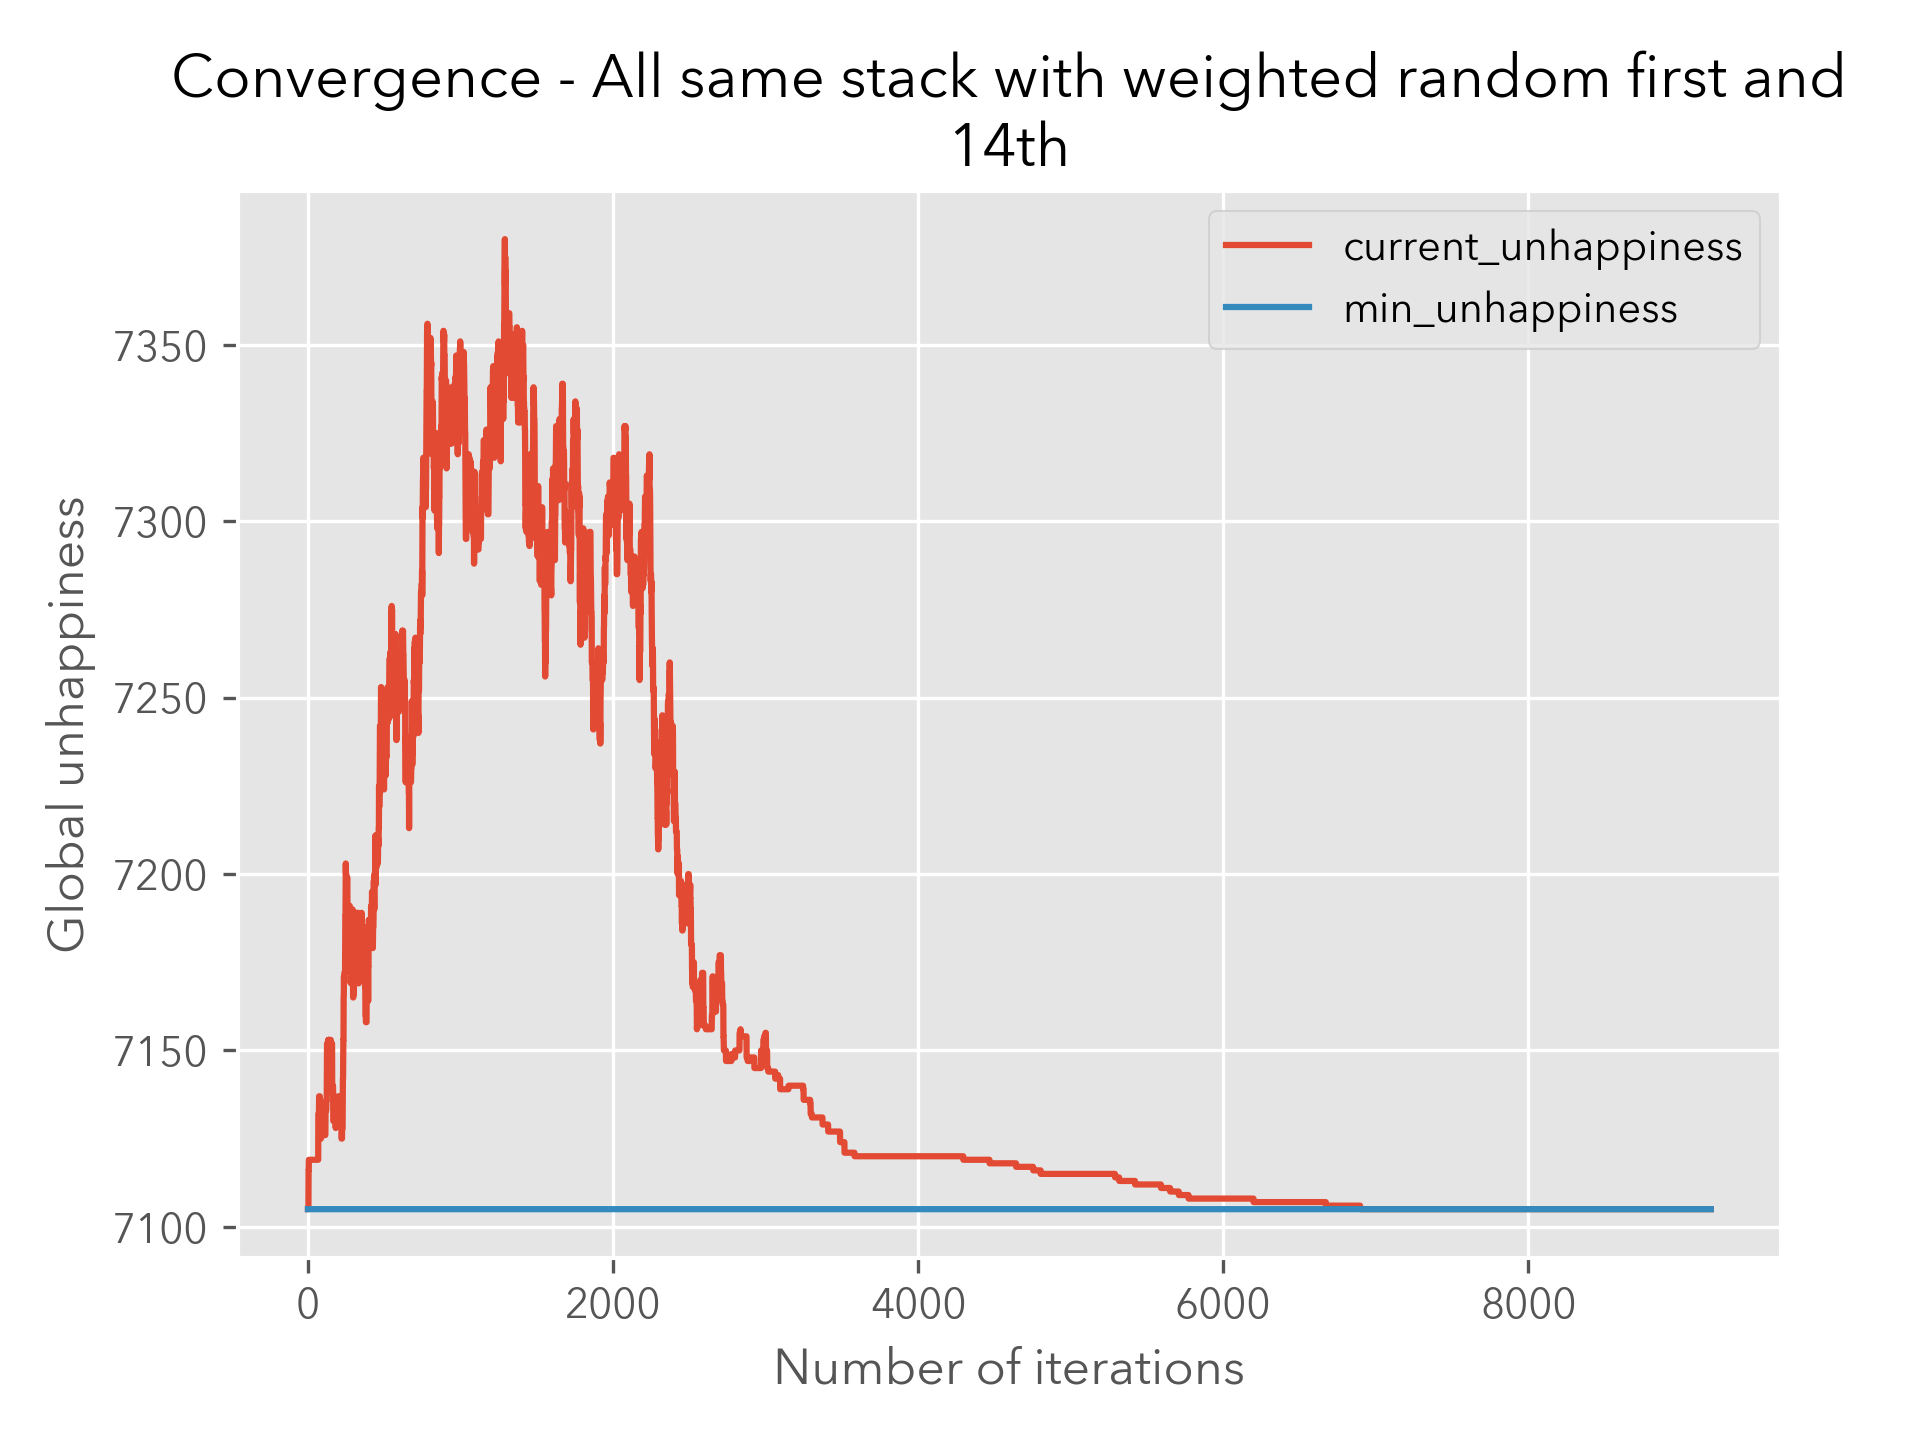 Convergence - All same stack with weighted random first and
14th
current_unhappiness
min_unhappiness
Global unhappiness
7350
7300
7250
7200
7150
7100
0 2000 4000 6000 8000
Number of iterations